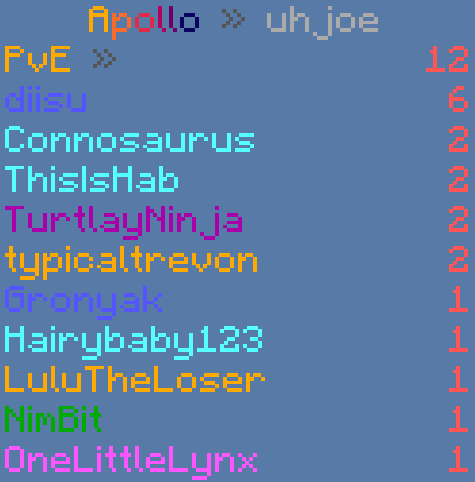 Apollo » uhjoe
PvE » 12
diisu 6
Connosaurus 2
ThisIsHab 2
TurtlayNinja 2
typicaltrevon 2
Gronyak 1
Hairybaby123 1
LuluTheLoser 1
NimBit 1
OneLittleLynx 1